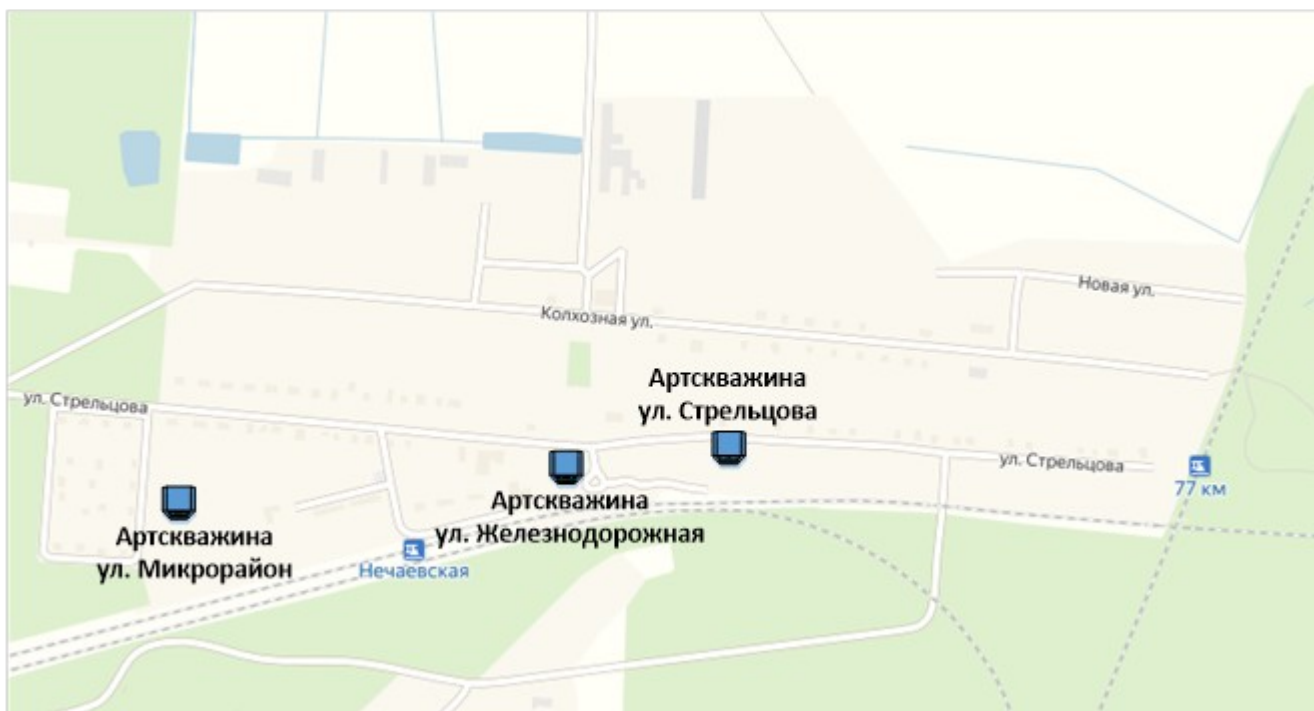 Новая ул.
Колхозная ул.
Артскважина
ул. Стрельцова
ул. Стрельцова
ул. Стрельцова
77 км
Артскважина
ул. Железнодорожная
Артскважина
ул. Микрорайон
Нечаевская